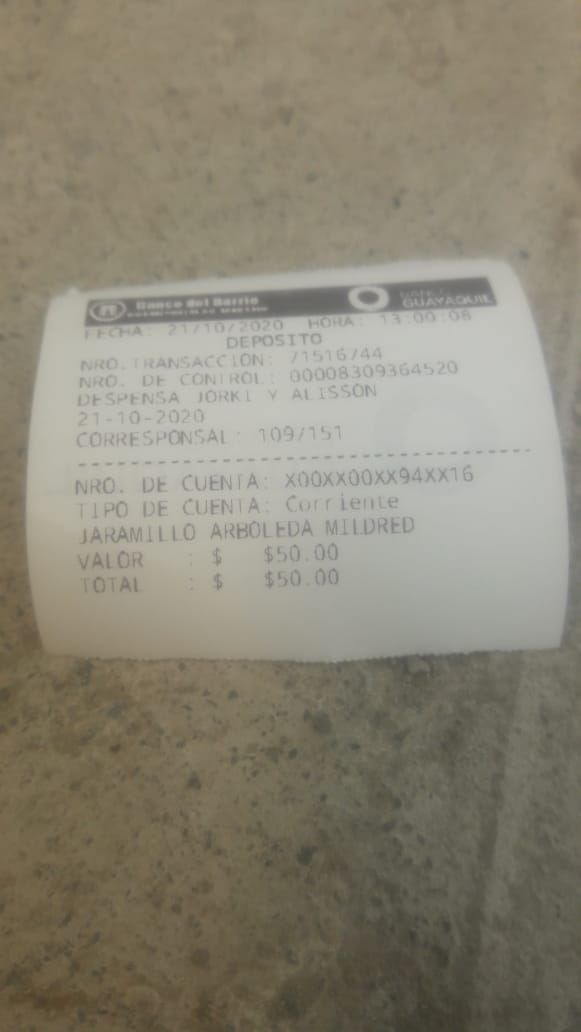 Banco del Barrio
BANCO GUAYAQUIL
FECHA: 21/10/2020 HORA: 13:00:08
DEPOSITO
NRO.TRANSACCION: 71516744
NRO. DE CONTROL: 00008309364520
DESPENSA JORKI Y ALISSON
21-10-2020
CORRESPONSAL: 109/151
NRO. DE CUENTA: X00XX00XX94XX16
TIPO DE CUENTA: Corriente
JARAMILLO ARBOLEDA MILDRED
VALOR : $ $50.00
TOTAL : $ $50.00